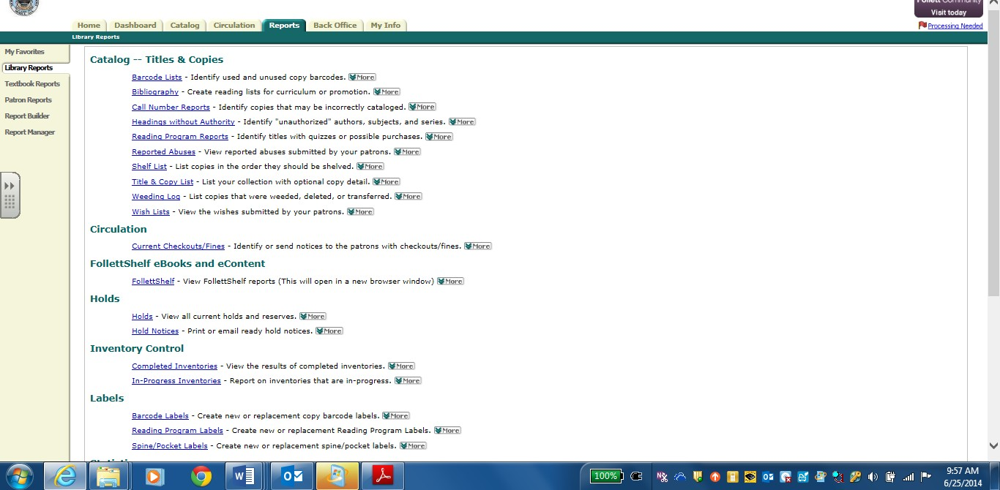 Follett Community
Visit today
Home Dashboard Catalog Circulation Reports Back Office My Info
Processing Needed
Library Reports
My Favorites
Library Reports
Textbook Reports
Patron Reports
Report Builder
Report Manager
Catalog -- Titles & Copies
Barcode Lists - Identify used and unused copy barcodes. More
Bibliography - Create reading lists for curriculum or promotion. More
Call Number Reports - Identify copies that may be incorrectly cataloged. More
Headings without Authority - Identify "unauthorized" authors, subjects, and series. More
Reading Program Reports - Identify titles with quizzes or possible purchases. More
Reported Abuses - View reported abuses submitted by your patrons. More
Shelf List - List copies in the order they should be shelved. More
Title & Copy List - List your collection with optional copy detail. More
Weeding Log - List copies that were weeded, deleted, or transferred. More
Wish Lists - View the wishes submitted by your patrons. More
Circulation
Current Checkouts/Fines - Identify or send notices to the patrons with checkouts/fines. More
FollettShelf eBooks and eContent
FollettShelf - View FollettShelf reports (This will open in a new browser window) More
Holds
Holds - View all current holds and reserves. More
Hold Notices - Print or email ready hold notices. More
Inventory Control
Completed Inventories - View the results of completed inventories. More
In-Progress Inventories - Report on inventories that are in-progress. More
Labels
Barcode Labels - Create new or replacement copy barcode labels. More
Reading Program Labels - Create new or replacement Reading Program Labels. More
Spine/Pocket Labels - Create new or replacement spine/pocket labels. More
100%
9:57 AM
6/25/2014